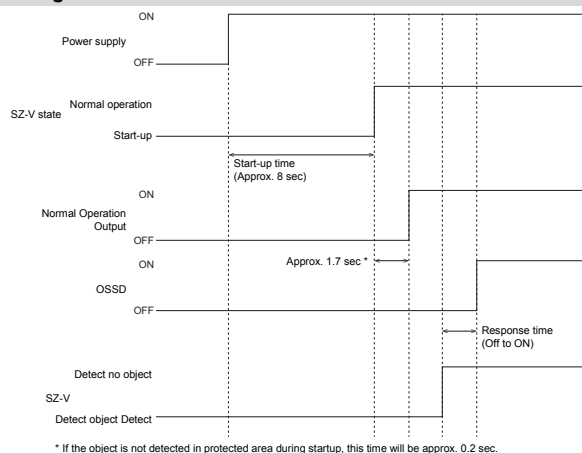 ON
Power supply
OFF
Normal operation
SZ-V state
Start-up
Start-up time
(Approx. 8 sec)
ON
Normal Operation
Output
OFF
ON
Approx. 1.7 sec *
OSSD
OFF
Response time
(Off to ON)
Detect no object
SZ-V
Detect object Detect
* If the object is not detected in protected area during startup, this time will be approx. 0.2 sec.